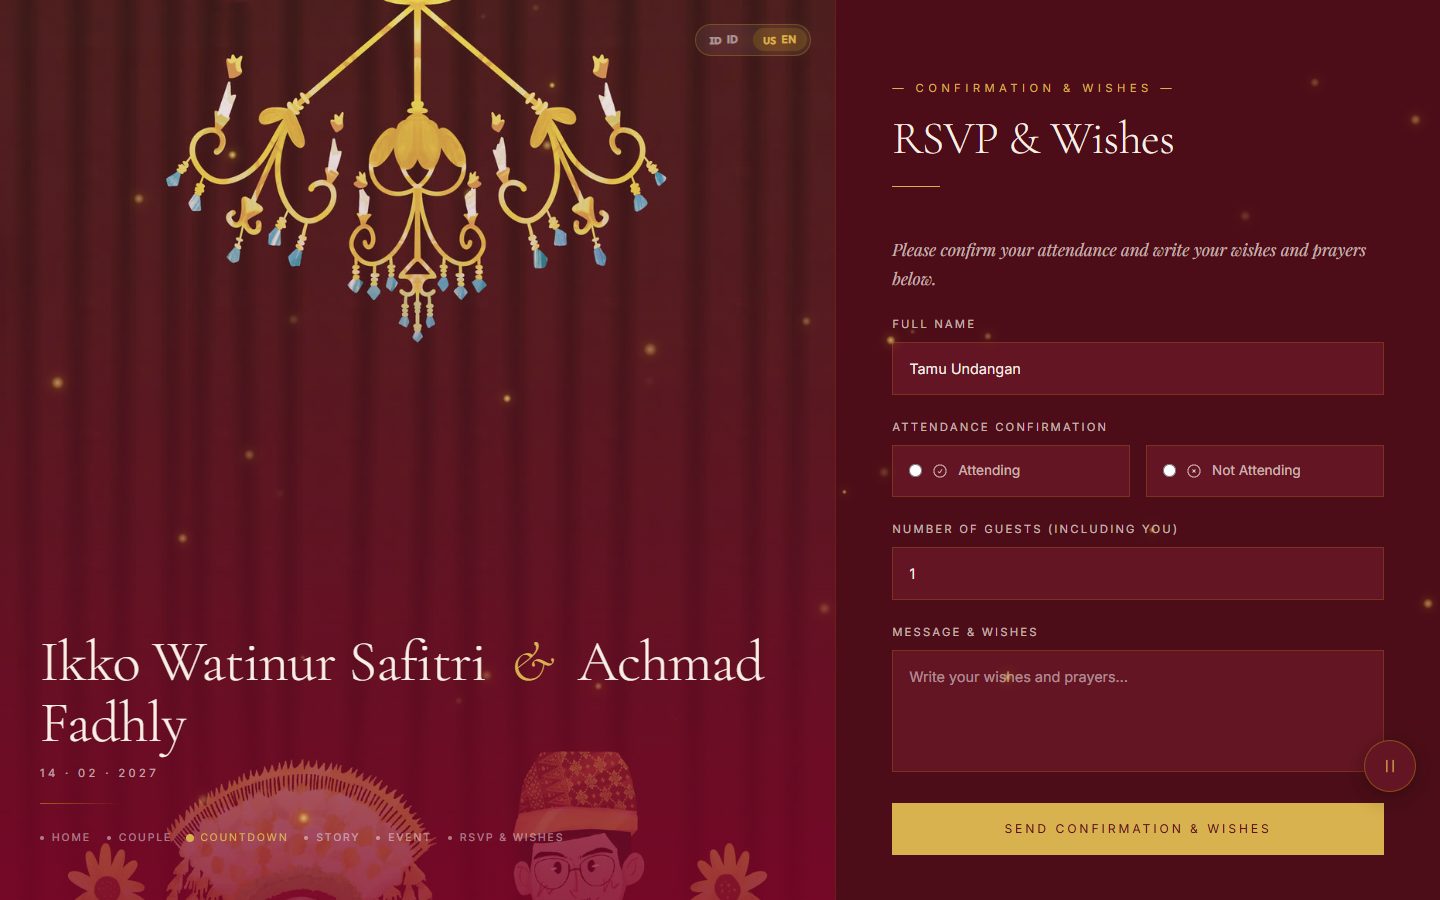 ID ID US EN
Ikko Watinur Safitri & Achmad
Fadhly
14 · 02 · 2027
HOME COUPLE COUNTDOWN STORY EVENT RSVP & WISHES
— CONFIRMATION & WISHES —
RSVP & Wishes
Please confirm your attendance and write your wishes and prayers
below.
FULL NAME
Tamu Undangan
ATTENDANCE CONFIRMATION
Attending
Not Attending
NUMBER OF GUESTS (INCLUDING YOU)
1
MESSAGE & WISHES
Write your wishes and prayers...
SEND CONFIRMATION & WISHES